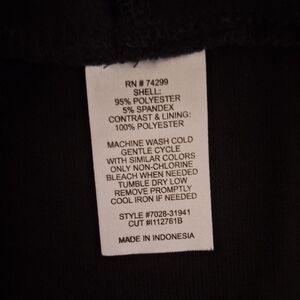 RN # 74299
SHELL:
95% POLYESTER
5% SPANDEX
CONTRAST & LINING:
100% POLYESTER
MACHINE WASH COLD
GENTLE CYCLE
WITH SIMILAR COLORS
ONLY NON-CHLORINE
BLEACH WHEN NEEDED
TUMBLE DRY LOW
REMOVE PROMPTLY
COOL IRON IF NEEDED
STYLE #7028-31941
CUT #I112761B
MADE IN INDONESIA